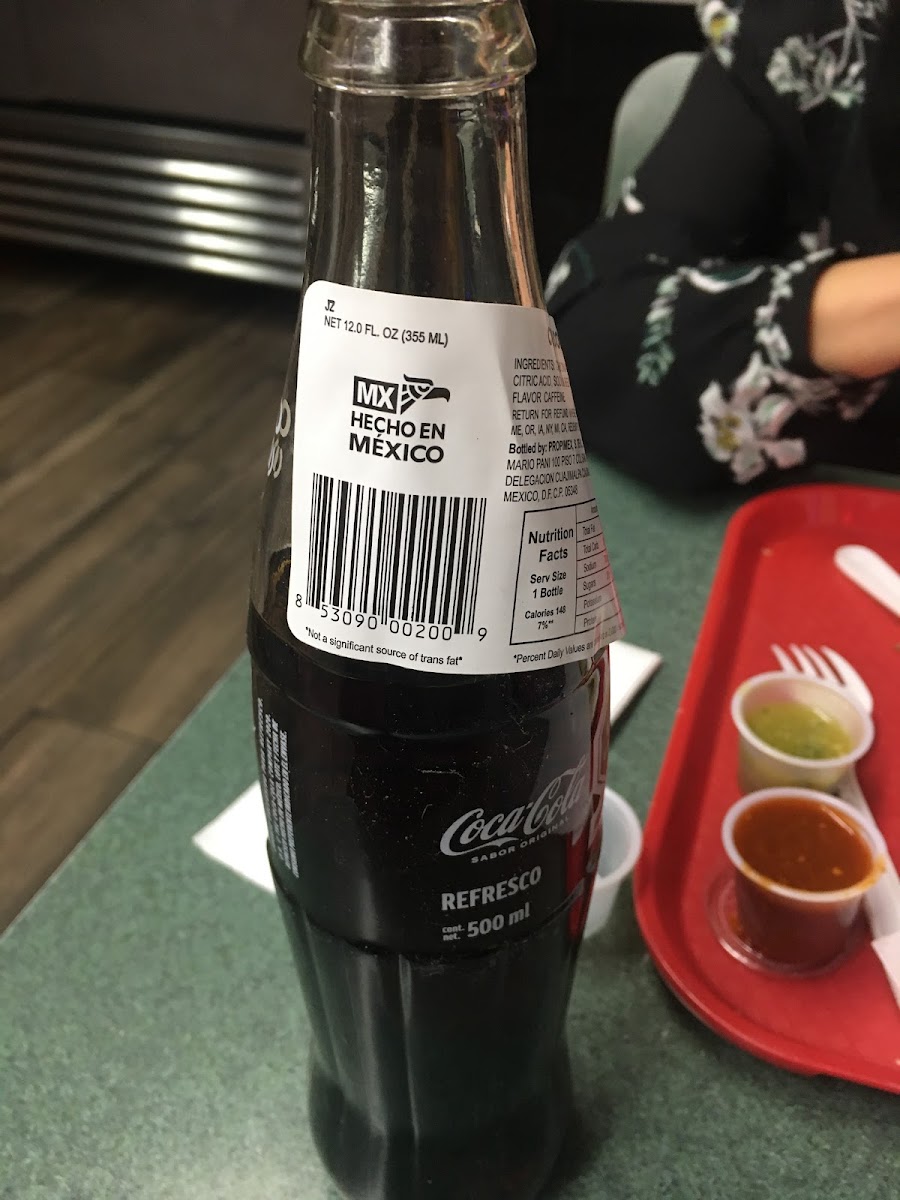 JZ
NET 12.0 FL. OZ (355 ML)
MX
HECHO EN
MÉXICO
8 53090 00200 9
*Not a significant source of trans fat*
INGREDIENTS:
CITRIC ACID,
FLAVOR CAFFEINE.
RETURN FOR REFUND
ME, OR, IA, NY, MI, CA,
Bottled by: PROPIMEX,
MARIO PANI 100 PISO 7
DELEGACION CUAJIMALPA
MEXICO, D.F. C.P.
Nutrition
Facts
Serv Size
1 Bottle
Calories 148
7%**
Total Fat
Total Carb
Sodium
Sugars
Potassium
Protein
*Percent Daily Values are
Coca-Cola
SABOR ORIGINAL
REFRESCO
cont.
net. 500 ml